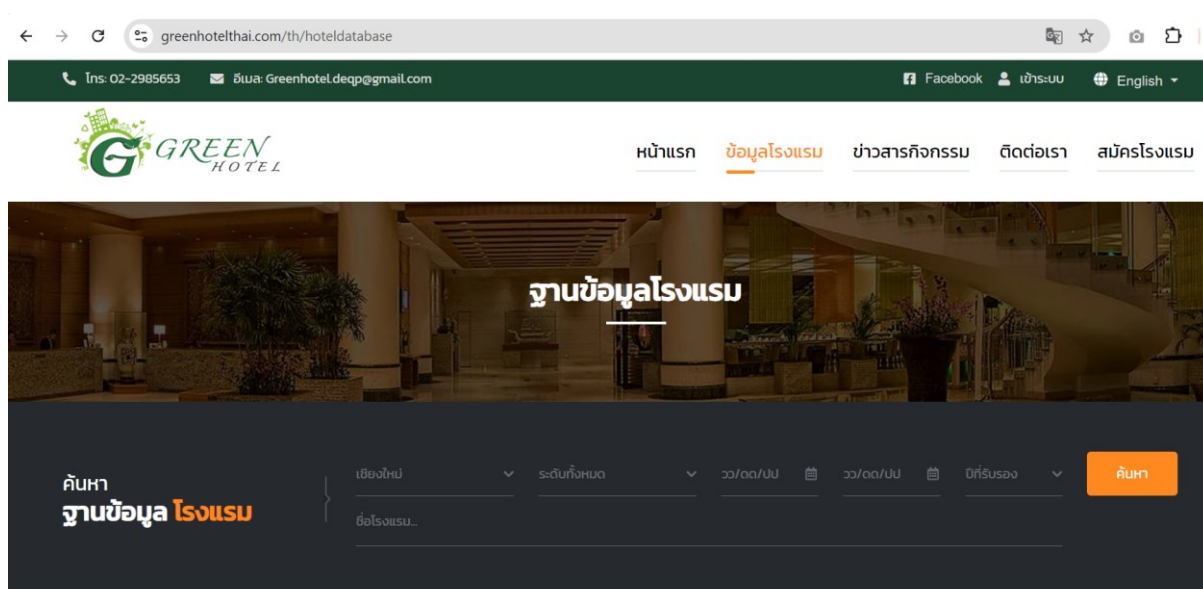 greenhotelthai.com/th/hoteldatabase
โทร: 02-2985653 อีเมล: Greenhotel.deqp@gmail.com Facebook เข้าระบบ English
G GREEN HOTEL
หน้าแรก ข้อมูลโรงแรม ข่าวสารกิจกรรม ติดต่อเรา สมัครโรงแรม
ฐานข้อมูลโรงแรม
ค้นหา
ฐานข้อมูล โรงแรม
เชียงใหม่ ระดับทั้งหมด วว/ดด/ปป วว/ดด/ปป ปีที่รับรอง ค้นหา
ชื่อโรงแรม...